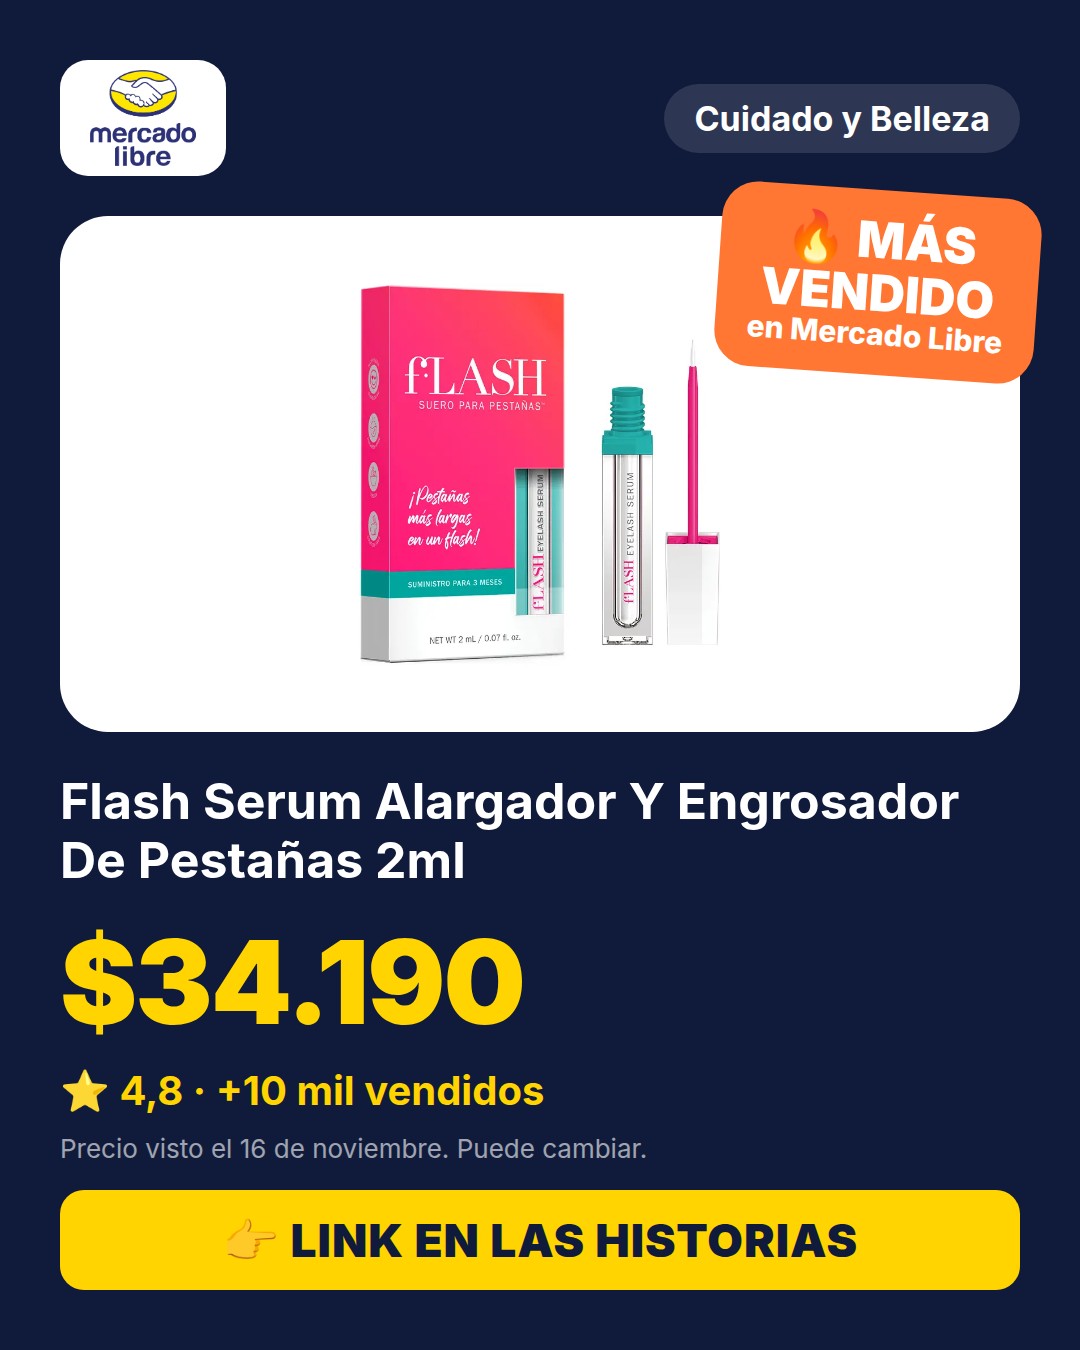 mercado
libre
Cuidado y Belleza
🔥 MÁS
VENDIDO
en Mercado Libre
fLASH
SUERO PARA PESTAÑAS
¡Pestañas
más largas
en un flash!
SUMINISTRO PARA 3 MESES
NET WT 2 mL / 0.07 fl. oz.
fLASH EYELASH SERUM
fLASH EYELASH SERUM
Flash Serum Alargador Y Engrosador
De Pestañas 2ml
$34.190
⭐ 4,8 · +10 mil vendidos
Precio visto el 16 de noviembre. Puede cambiar.
👉 LINK EN LAS HISTORIAS